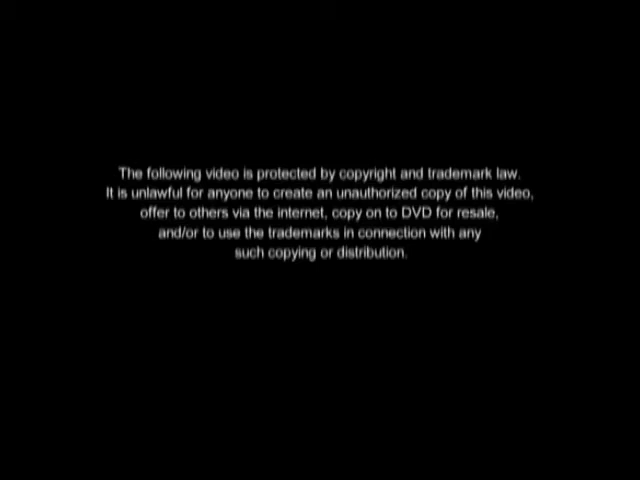 The following video is protected by copyright and trademark law.
It is unlawful for anyone to create an unauthorized copy of this video,
offer to others via the internet, copy on to DVD for resale,
and/or to use the trademarks in connection with any
such copying or distribution.